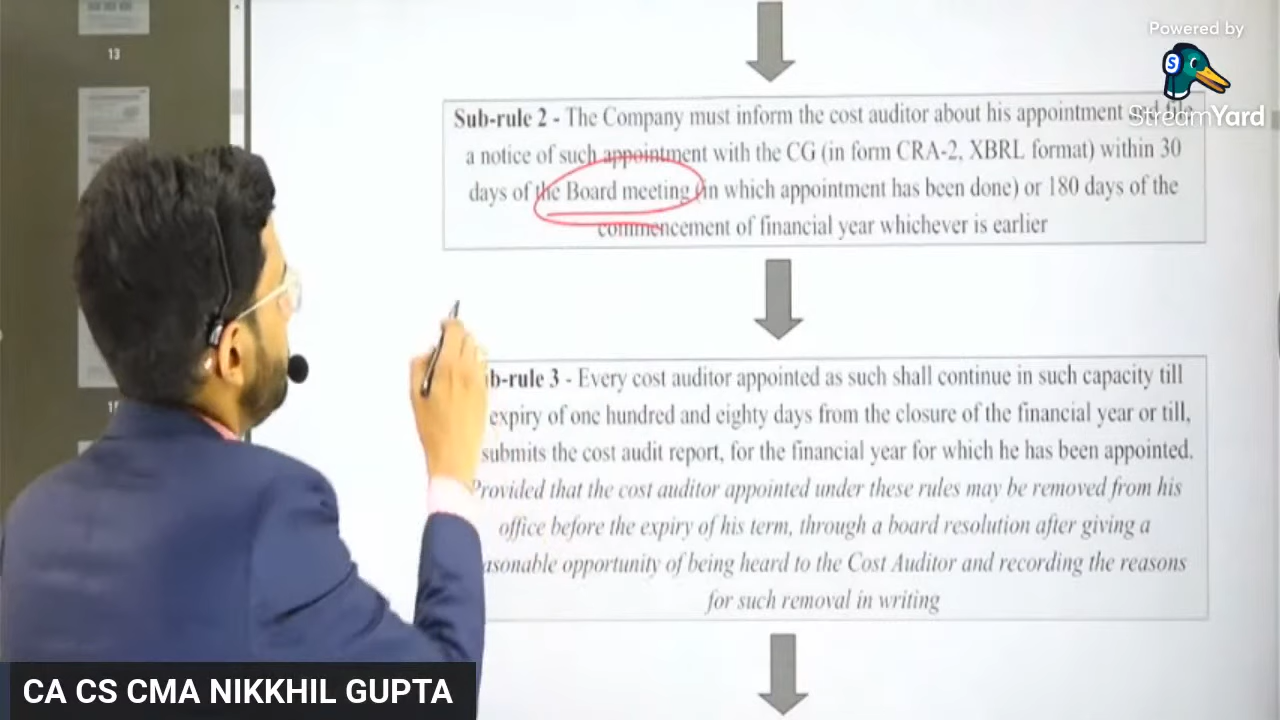 13
Powered by
S
StreamYard
Sub-rule 2 - The Company must inform the cost auditor about his appointment and file
a notice of such appointment with the CG (in form CRA-2, XBRL format) within 30
days of the Board meeting (in which appointment has been done) or 180 days of the
commencement of financial year whichever is earlier
b-rule 3 - Every cost auditor appointed as such shall continue in such capacity till
expiry of one hundred and eighty days from the closure of the financial year or till,
submits the cost audit report, for the financial year for which he has been appointed.
Provided that the cost auditor appointed under these rules may be removed from his
office before the expiry of his term, through a board resolution after giving a
asonable opportunity of being heard to the Cost Auditor and recording the reasons
for such removal in writing
CA CS CMA NIKKHIL GUPTA